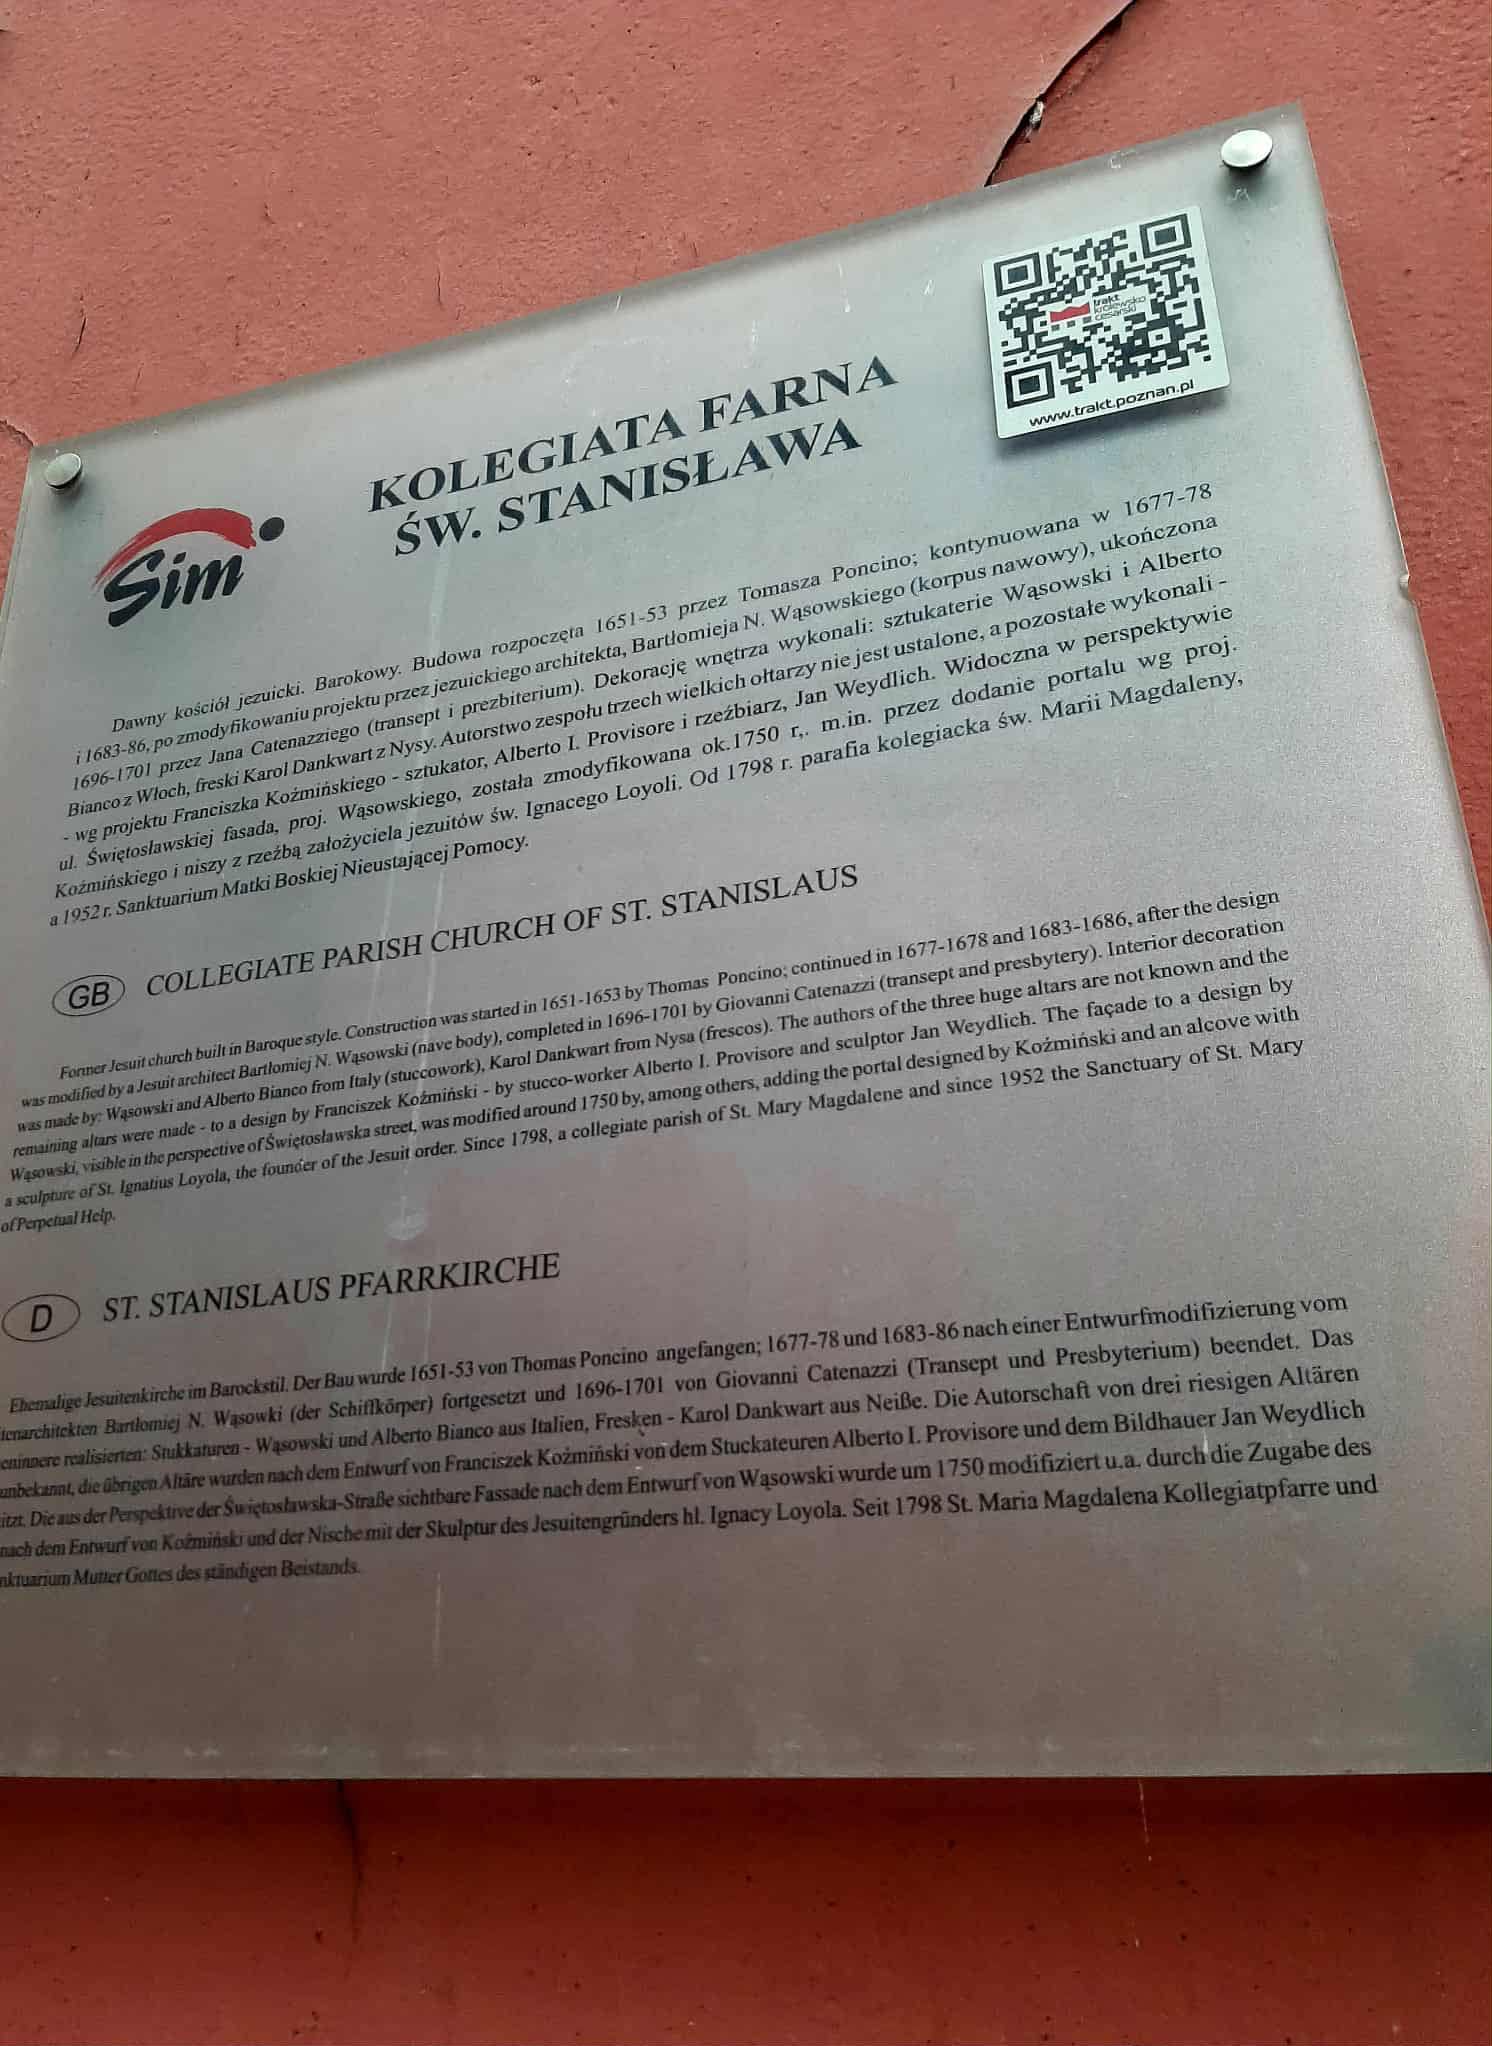 trakt
królewsko
cesarski
www.trakt.poznan.pl
KOLEGIATA FARNA
ŚW. STANISŁAWA
Sim
Dawny kościół jezuicki. Barokowy. Budowa rozpoczęta 1651-53 przez Tomasza Poncino; kontynuowana w 1677-78
i 1683-86, po zmodyfikowaniu projektu przez jezuickiego architekta, Bartłomieja N. Wąsowskiego (korpus nawowy), ukończona
1696-1701 przez Jana Catenazziego (transept i prezbiterium). Dekorację wnętrza wykonali: sztukaterie Wąsowski i Alberto
Bianco z Włoch, freski Karol Dankwart z Nysy. Autorstwo zespołu trzech wielkich ołtarzy nie jest ustalone, a pozostałe wykonali -
- wg projektu Franciszka Koźmińskiego - sztukator, Alberto I. Provisore i rzeźbiarz, Jan Weydlich. Widoczna w perspektywie
ul. Świętosławskiej fasada, proj. Wąsowskiego, została zmodyfikowana ok.1750 r,. m.in. przez dodanie portalu wg proj.
Koźmińskiego i niszy z rzeźbą założyciela jezuitów św. Ignacego Loyoli. Od 1798 r. parafia kolegiacka św. Marii Magdaleny,
a 1952 r. Sanktuarium Matki Boskiej Nieustającej Pomocy.
GB COLLEGIATE PARISH CHURCH OF ST. STANISLAUS
Former Jesuit church built in Baroque style. Construction was started in 1651-1653 by Thomas Poncino; continued in 1677-1678 and 1683-1686, after the design
was modified by a Jesuit architect Bartłomiej N. Wąsowski (nave body), completed in 1696-1701 by Giovanni Catenazzi (transept and presbytery). Interior decoration
was made by: Wąsowski and Alberto Bianco from Italy (stuccowork), Karol Dankwart from Nysa (frescos). The authors of the three huge altars are not known and the
remaining altars were made - to a design by Franciszek Koźmiński - by stucco-worker Alberto I. Provisore and sculptor Jan Weydlich. The façade to a design by
Wąsowski, visible in the perspective of Świętosławska street, was modified around 1750 by, among others, adding the portal designed by Koźmiński and an alcove with
a sculpture of St. Ignatius Loyola, the founder of the Jesuit order. Since 1798, a collegiate parish of St. Mary Magdalene and since 1952 the Sanctuary of St. Mary
of Perpetual Help.
D ST. STANISLAUS PFARRKIRCHE
Ehemalige Jesuitenkirche im Barockstil. Der Bau wurde 1651-53 von Thomas Poncino angefangen; 1677-78 und 1683-86 nach einer Entwurfmodifizierung vom
itenarchitekten Bartłomiej N. Wąsowki (der Schiffkörper) fortgesetzt und 1696-1701 von Giovanni Catenazzi (Transept und Presbyterium) beendet. Das
eninnere realisierten: Stukkaturen - Wąsowski und Alberto Bianco aus Italien, Fresken - Karol Dankwart aus Neiße. Die Autorschaft von drei riesigen Altären
unbekannt, die übrigen Altäre wurden nach dem Entwurf von Franciszek Koźmiński von dem Stuckateuren Alberto I. Provisore und dem Bildhauer Jan Weydlich
itzt. Die aus der Perspektive der Świętosławska-Straße sichtbare Fassade nach dem Entwurf von Wąsowski wurde um 1750 modifiziert u.a. durch die Zugabe des
nach dem Entwurf von Koźmiński und der Nische mit der Skulptur des Jesuitengründers hl. Ignacy Loyola. Seit 1798 St. Maria Magdalena Kollegiatpfarre und
nktuarium Mutter Gottes des ständigen Beistands.